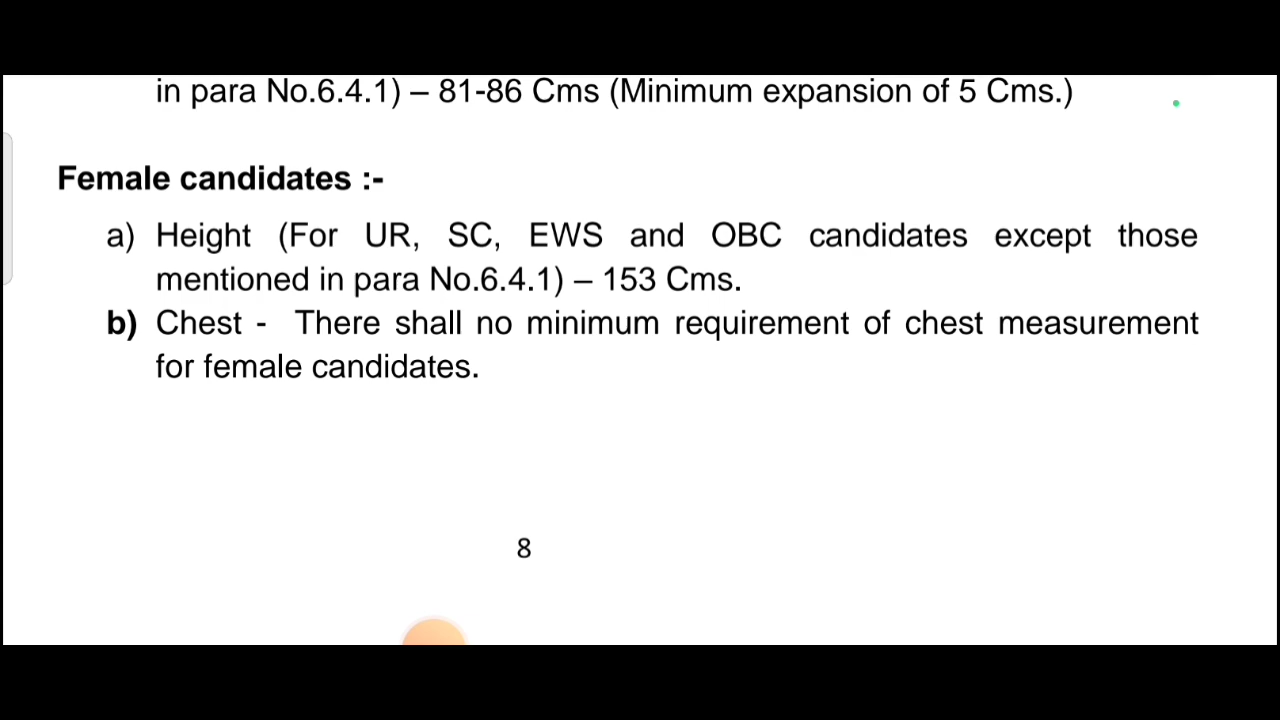 in para No.6.4.1) – 81-86 Cms (Minimum expansion of 5 Cms.)
Female candidates :-
a) Height (For UR, SC, EWS and OBC candidates except those
mentioned in para No.6.4.1) – 153 Cms.
b) Chest - There shall no minimum requirement of chest measurement
for female candidates.
8